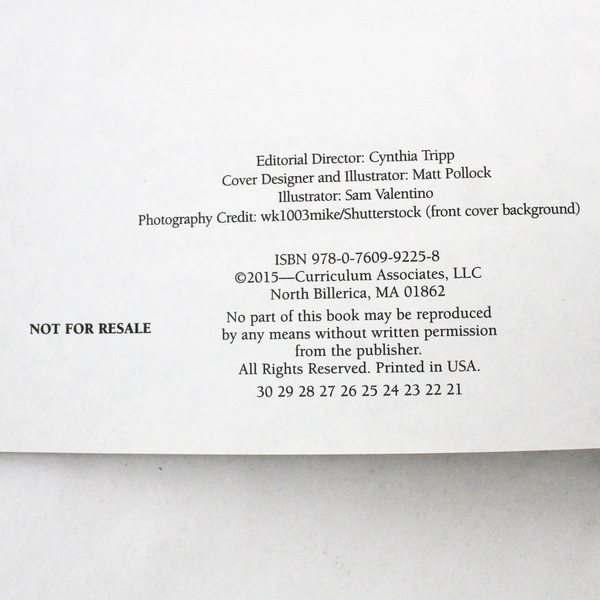 Editorial Director: Cynthia Tripp
Cover Designer and Illustrator: Matt Pollock
Illustrator: Sam Valentino
Photography Credit: wk1003mike/Shutterstock (front cover background)
ISBN 978-0-7609-9225-8
©2015—Curriculum Associates, LLC
North Billerica, MA 01862
No part of this book may be reproduced
by any means without written permission
from the publisher.
All Rights Reserved. Printed in USA.
30 29 28 27 26 25 24 23 22 21
NOT FOR RESALE